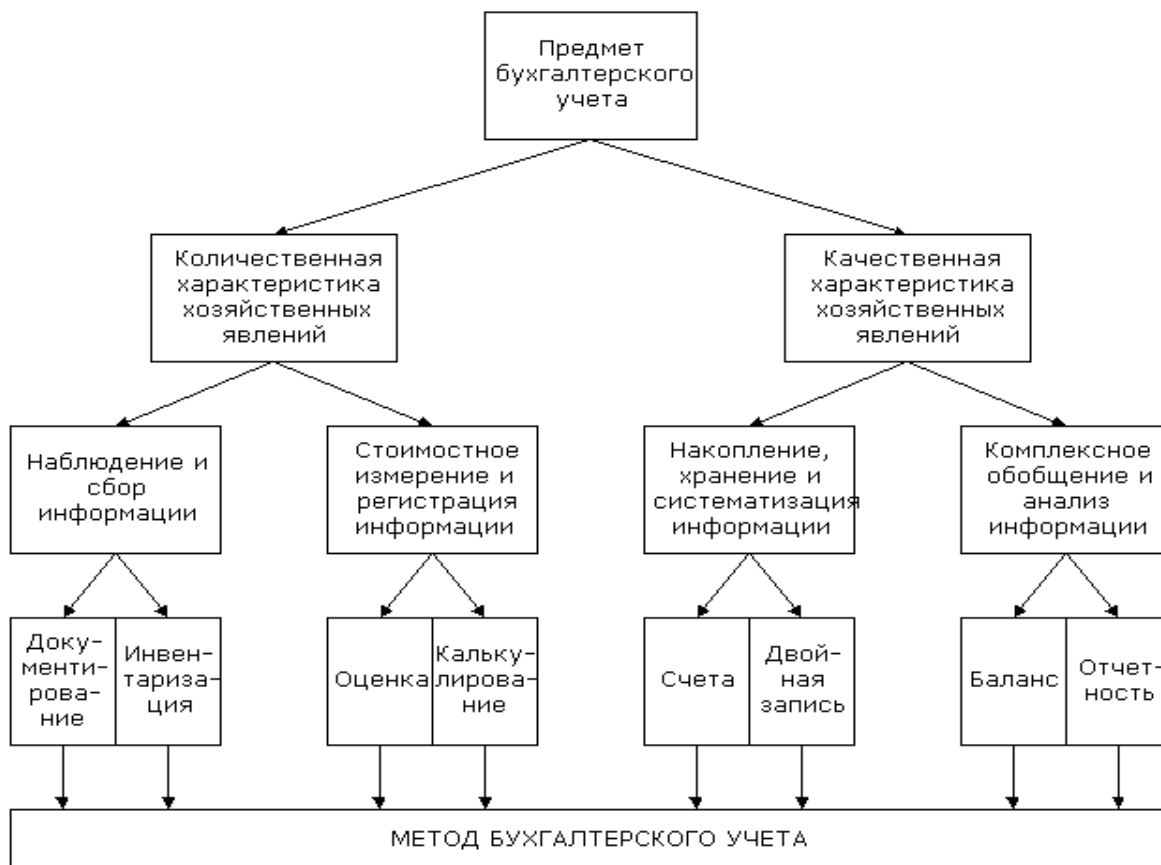 Предмет
бухгалтерского
учета
Количественная
характеристика
хозяйственных
явлений
Качественная
характеристика
хозяйственных
явлений
Наблюдение и
сбор
информации
Стоимостное
измерение и
регистрация
информации
Накопление,
хранение и
систематизация
информации
Комплексное
обобщение и
анализ
информации
Доку-
менти-
рова-
ние
Инвен-
тариза-
ция
Оценка
Кальку-
лирова-
ние
Счета
Двой-
ная
запись
Баланс
Отчет-
ность
МЕТОД БУХГАЛТЕРСКОГО УЧЕТА